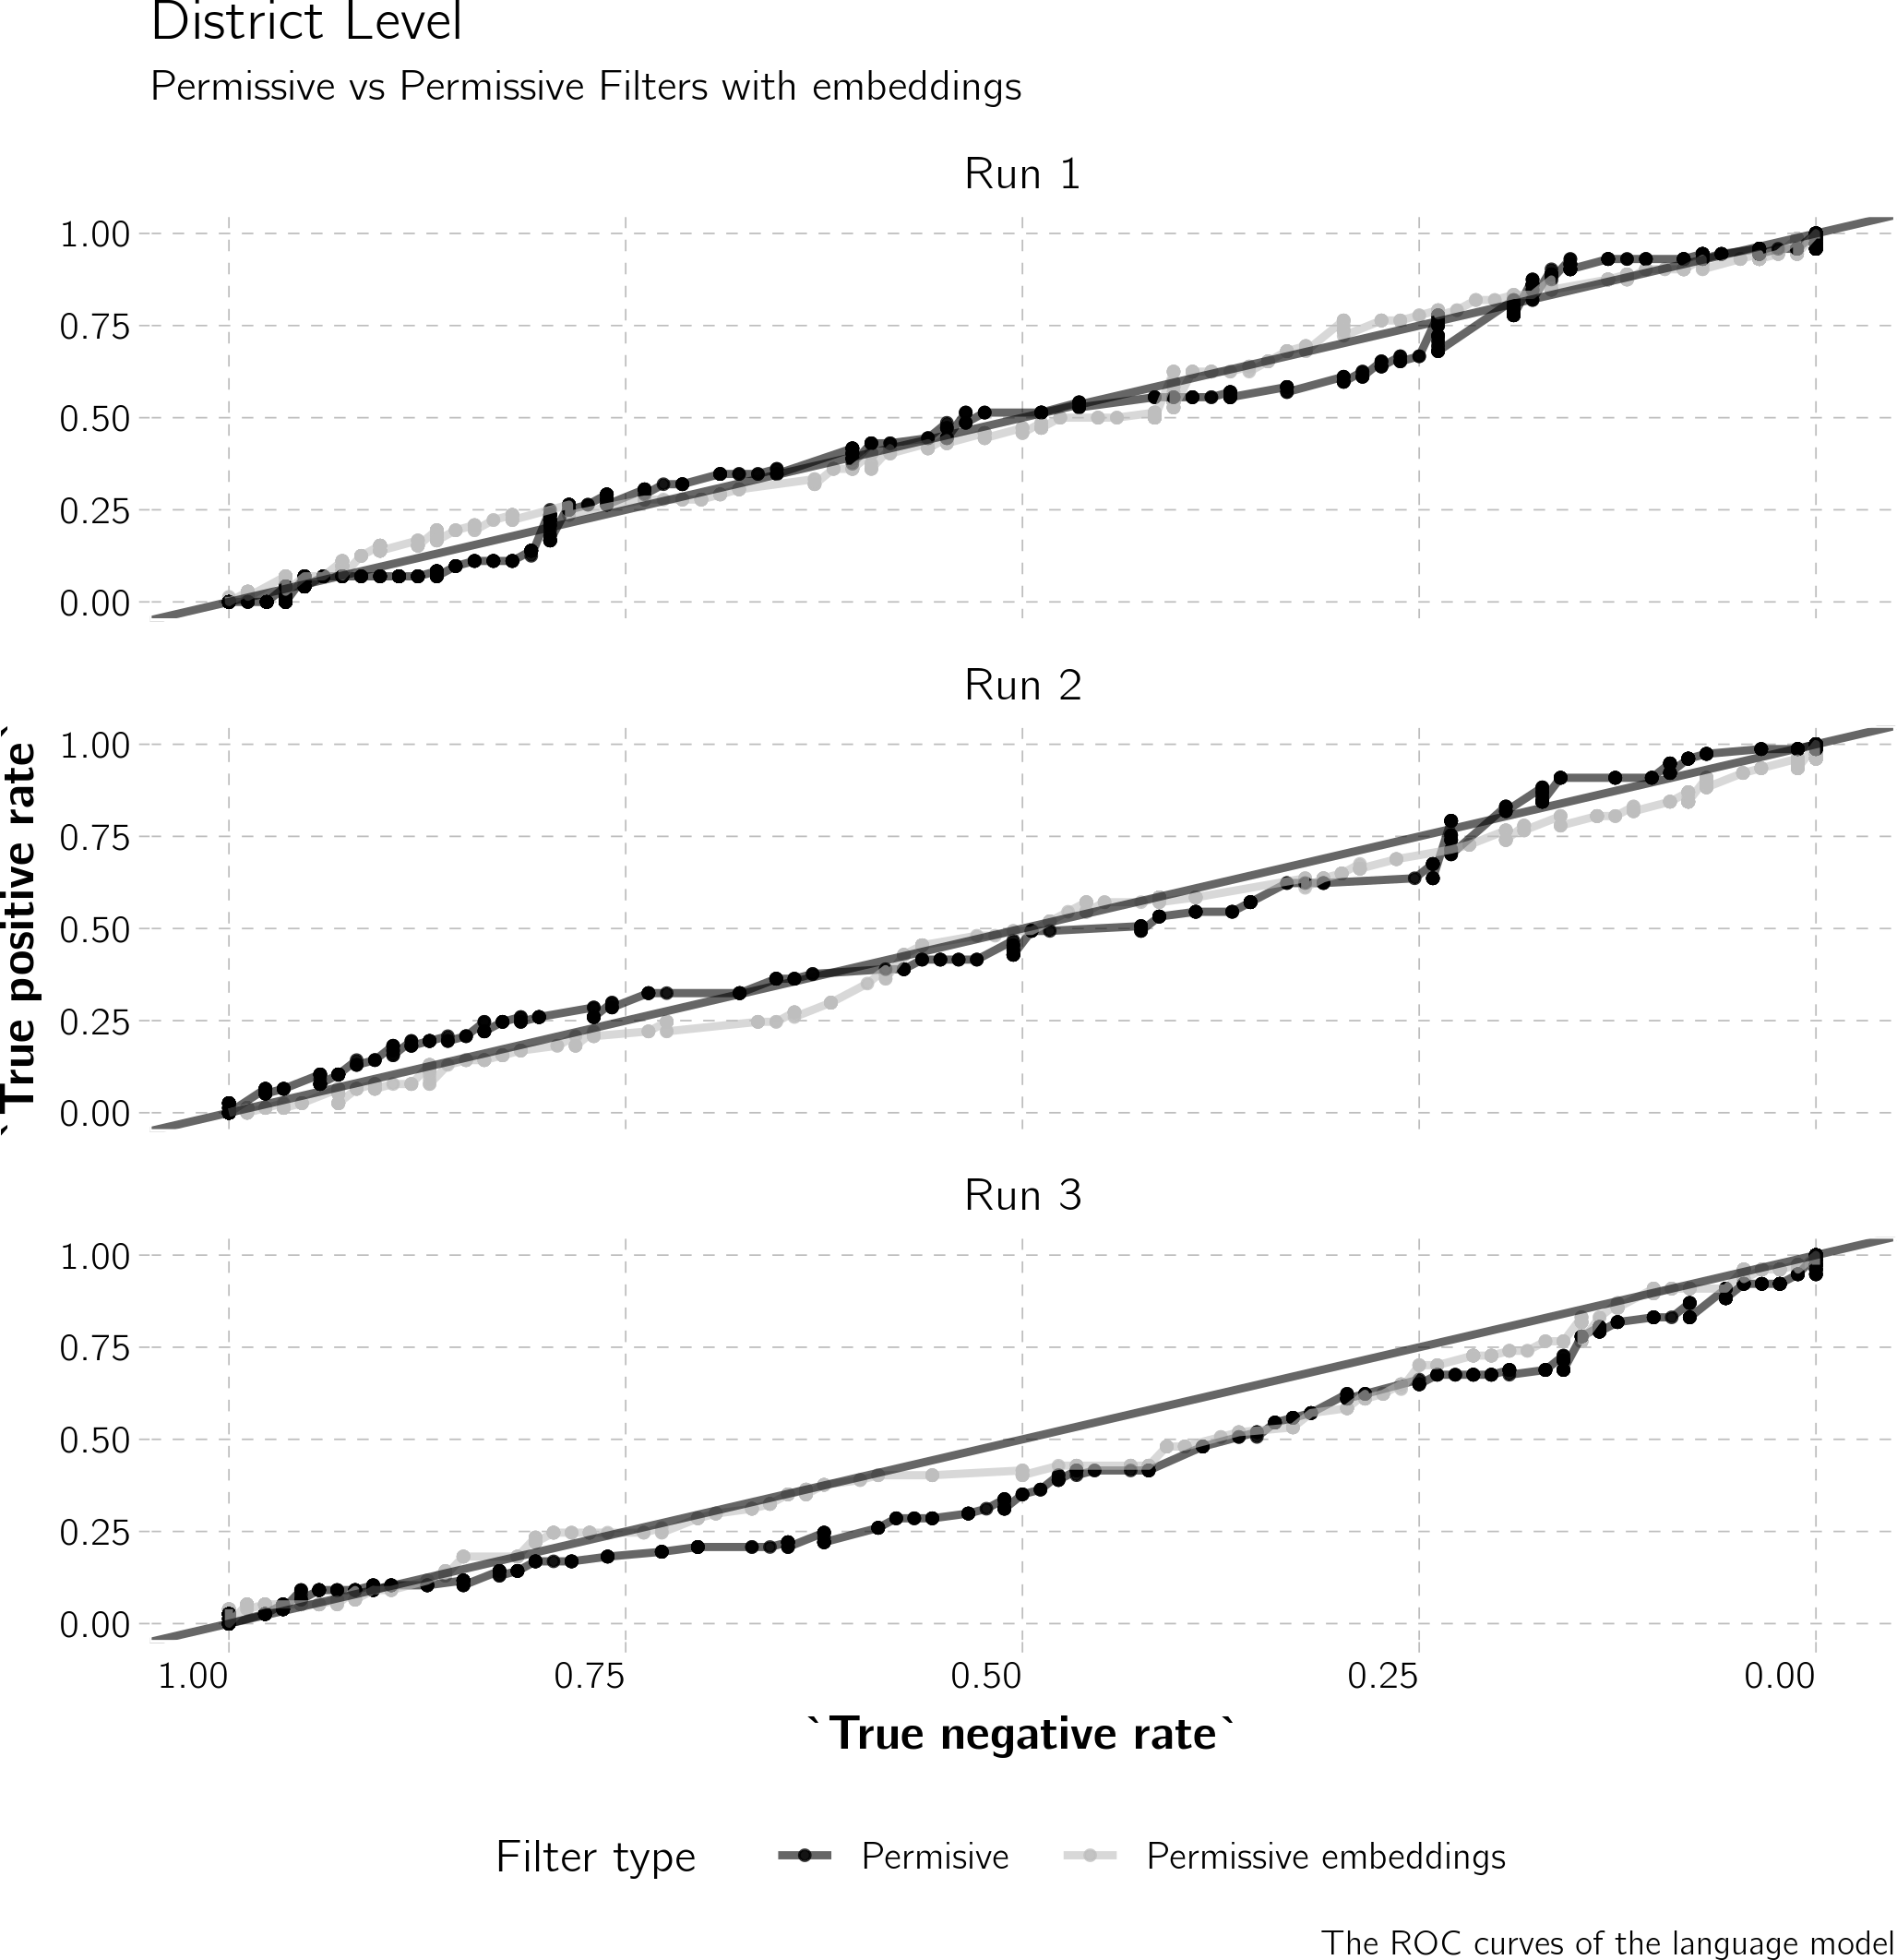 District Level
Permissive vs Permissive Filters with embeddings
Run 1
1.00
0.75
0.50
0.25
0.00
Run 2
1.00
0.75
0.50
0.25
0.00
`True positive rate`
Run 3
1.00
0.75
0.50
0.25
0.00
1.00 0.75 0.50 0.25 0.00
`True negative rate`
Filter type Permisive Permissive embeddings
The ROC curves of the language model